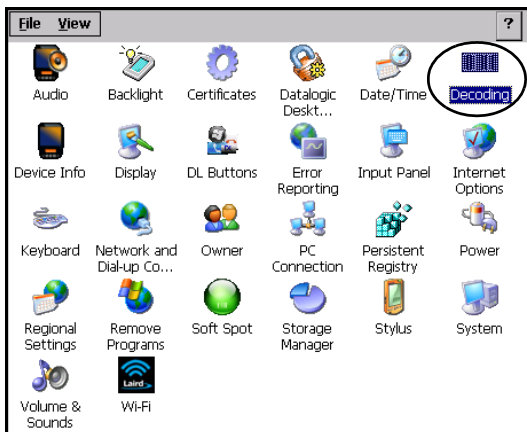 File View ?
Audio Backlight Certificates Datalogic Deskt... Date/Time Decoding
Device Info Display DL Buttons Error Reporting Input Panel Internet Options
Keyboard Network and Dial-up Co... Owner PC Connection Persistent Registry Power
Regional Settings Remove Programs Soft Spot Storage Manager Stylus System
Laird
Volume & Sounds Wi-Fi